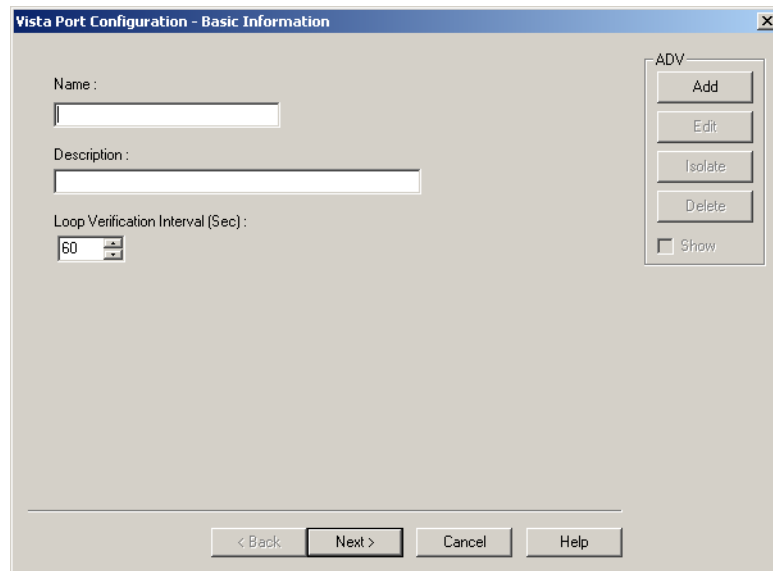 Vista Port Configuration - Basic Information
Name :
Description :
Loop Verification Interval (Sec) :
60
ADV
Add
Edit
Isolate
Delete
Show
< Back
Next >
Cancel
Help